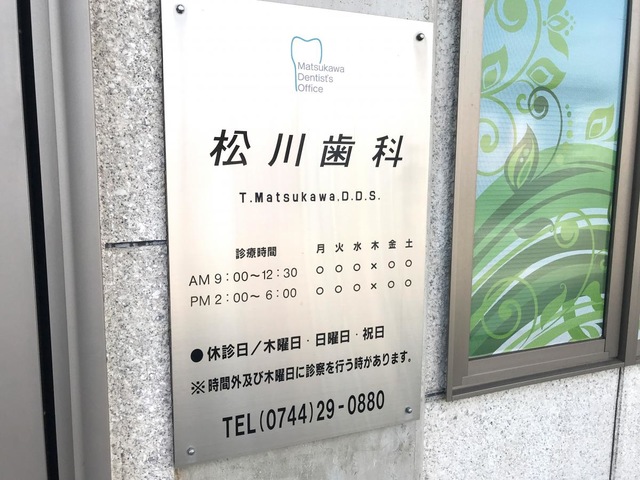 Matsukawa
Dentist's
Office
松川歯科
T.Matsukawa.D.D.S.
診療時間 月 火 水 木 金 土
AM 9:00〜12:30 ○ ○ ○ × ○ ○
PM 2:00〜 6:00 ○ ○ ○ × ○ ○
●休診日/木曜日・日曜日・祝日
※時間外及び木曜日に診察を行う時があります。
TEL(0744)29-0880